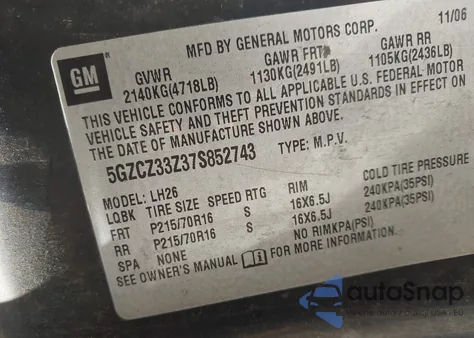 GM
MFD BY GENERAL MOTORS CORP. 11/06
GVWR GAWR FRT GAWR RR
2140KG(4718LB) 1130KG(2491LB) 1105KG(2436LB)
THIS VEHICLE CONFORMS TO ALL APPLICABLE U.S. FEDERAL MOTOR
VEHICLE SAFETY AND THEFT PREVENTION STANDARDS IN EFFECT ON
THE DATE OF MANUFACTURE SHOWN ABOVE.
5GZCZ33Z37S852743 TYPE: M.P.V.
MODEL: LH26
LQBK TIRE SIZE SPEED RTG RIM COLD TIRE PRESSURE
FRT P215/70R16 S 16X6.5J 240KPA(35PSI)
RR P215/70R16 S 16X6.5J 240KPA(35PSI)
SPA NONE NO RIMKPA(PSI)
SEE OWNER'S MANUAL FOR MORE INFORMATION.
autoSnap